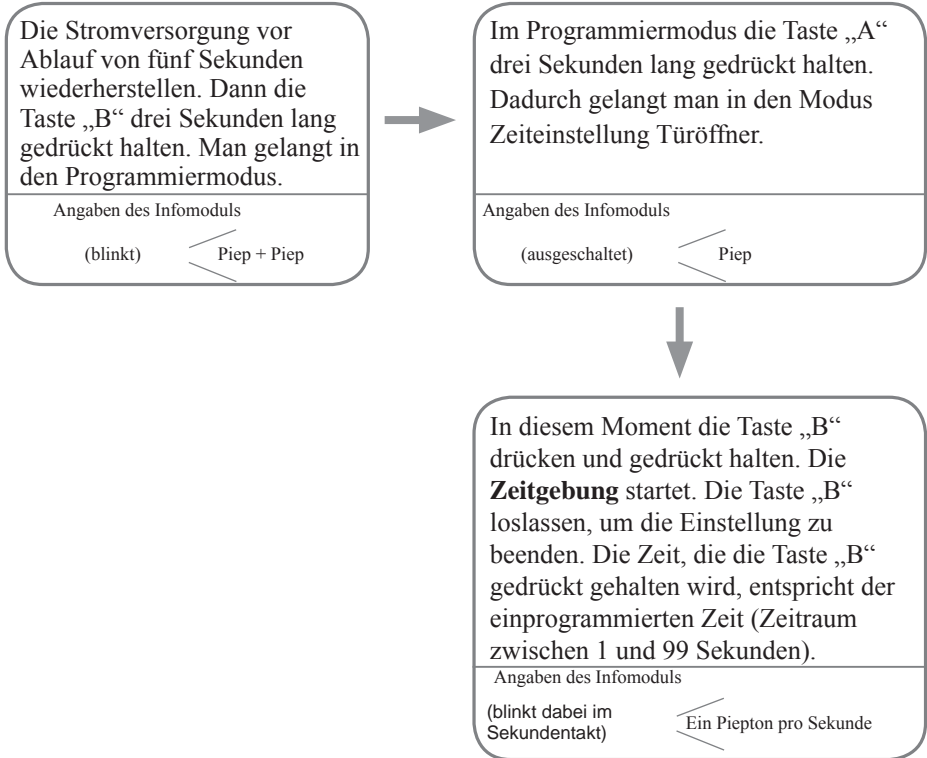 Die Stromversorgung vor
Ablauf von fünf Sekunden
wiederherstellen. Dann die
Taste „B“ drei Sekunden lang
gedrückt halten. Man gelangt in
den Programmiermodus.
Angaben des Infomoduls
(blinkt)
Piep + Piep
Im Programmiermodus die Taste „A“
drei Sekunden lang gedrückt halten.
Dadurch gelangt man in den Modus
Zeiteinstellung Türöffner.
Angaben des Infomoduls
(ausgeschaltet)
Piep
In diesem Moment die Taste „B“
drücken und gedrückt halten. Die
Zeitgebung startet. Die Taste „B“
loslassen, um die Einstellung zu
beenden. Die Zeit, die die Taste „B“
gedrückt gehalten wird, entspricht der
einprogrammierten Zeit (Zeitraum
zwischen 1 und 99 Sekunden).
Angaben des Infomoduls
(blinkt dabei im
Sekundentakt)
Ein Piepton pro Sekunde